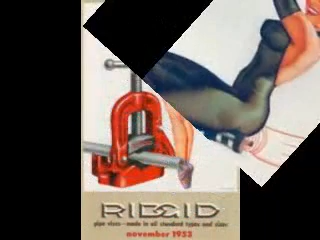 RIDGID
pipe vises—made in all standard types and sizes
november 1953